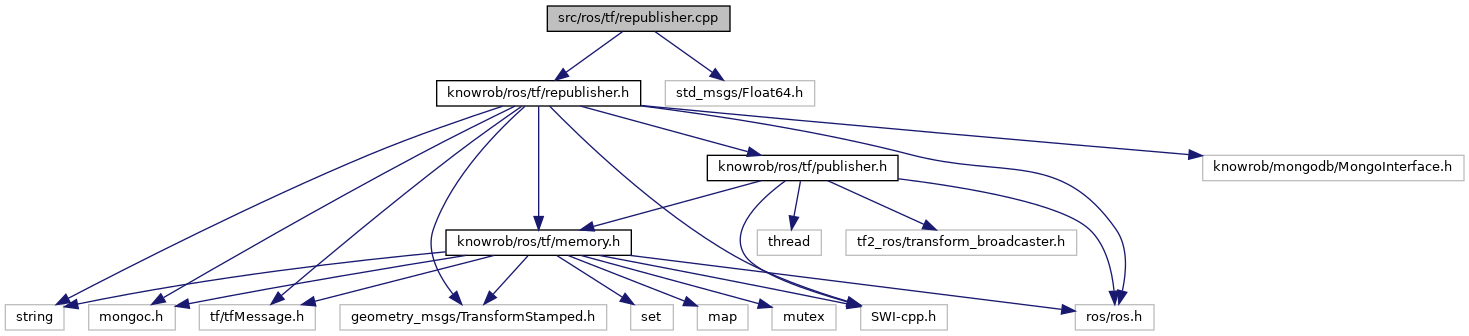 src/ros/tf/republisher.cpp
knowrob/ros/tf/republisher.h
std_msgs/Float64.h
knowrob/ros/tf/publisher.h
knowrob/mongodb/MongoInterface.h
knowrob/ros/tf/memory.h
thread
tf2_ros/transform_broadcaster.h
string
mongoc.h
tf/tfMessage.h
geometry_msgs/TransformStamped.h
set
map
mutex
SWI-cpp.h
ros/ros.h